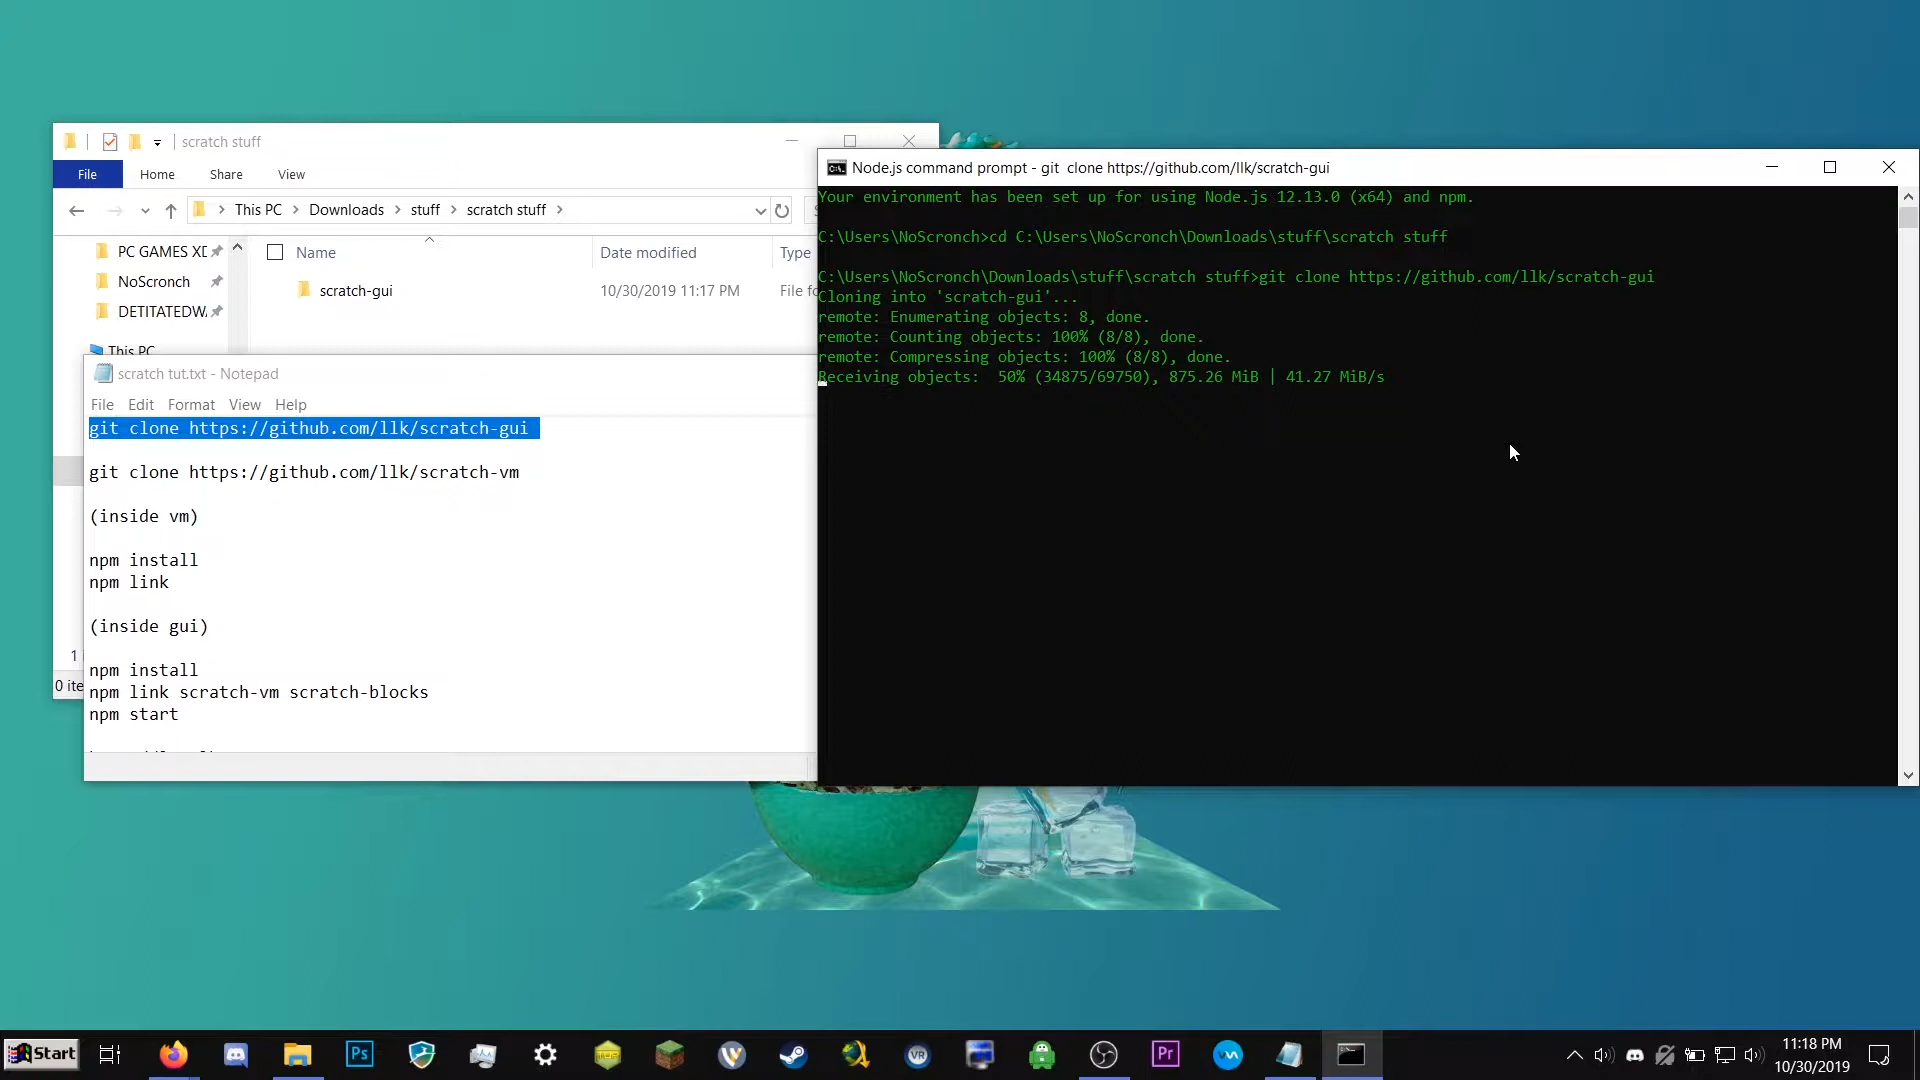 scratch stuff
File Home Share View
This PC > Downloads > stuff > scratch stuff >
Name Date modified Type
PC GAMES
NoScronch
scratch-gui 10/30/2019 11:17 PM
This PC
1
scratch tut.txt - Notepad
File Edit Format View Help
git clone https://github.com/llk/scratch-gui
git clone https://github.com/llk/scratch-vm
(inside vm)
npm install
npm link
(inside gui)
npm install
npm link scratch-vm scratch-blocks
npm start
Node.js command prompt - git  clone https://github.com/llk/scratch-gui
Your environment has been set up for using Node.js 12.13.0 (x64) and npm.
C:\Users\NoScronch>cd C:\Users\NoScronch\Downloads\stuff\scratch stuff
C:\Users\NoScronch\Downloads\stuff\scratch stuff>git clone https://github.com/llk/scratch-gui
Cloning into 'scratch-gui'...
remote: Enumerating objects: 8, done.
remote: Counting objects: 100% (8/8), done.
remote: Compressing objects: 100% (8/8), done.
Receiving objects:  50% (34875/69750), 875.26 MiB | 41.27 MiB/s
Start
Ps
VR
Pr
11:18 PM
10/30/2019